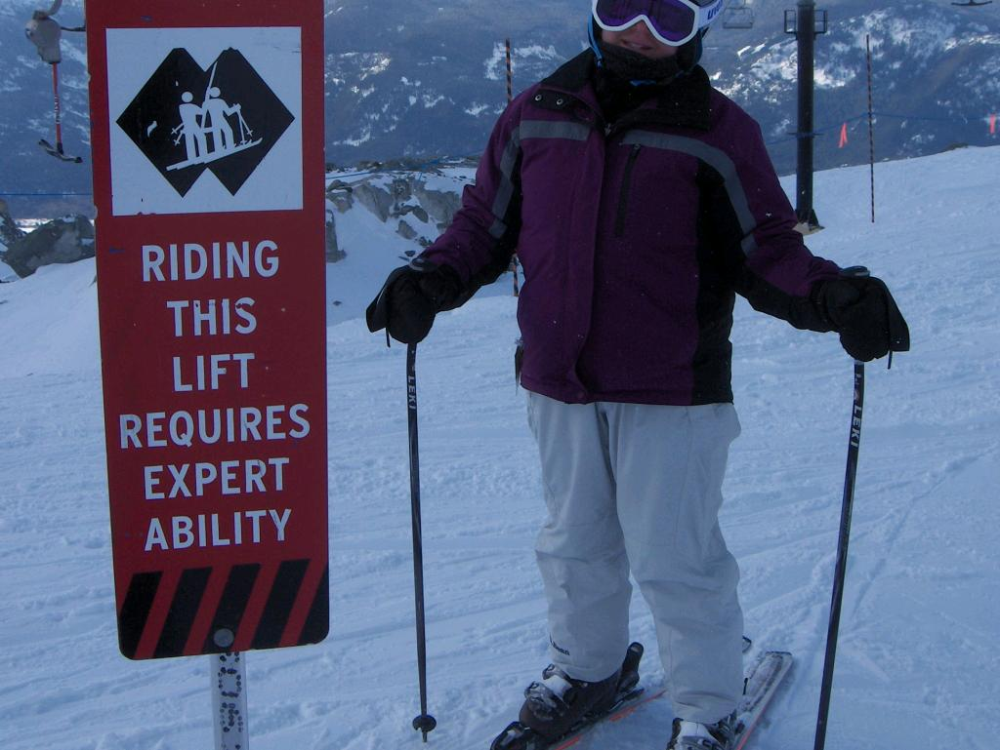 RIDING
THIS
LIFT
REQUIRES
EXPERT
ABILITY
LEKI
LEKI